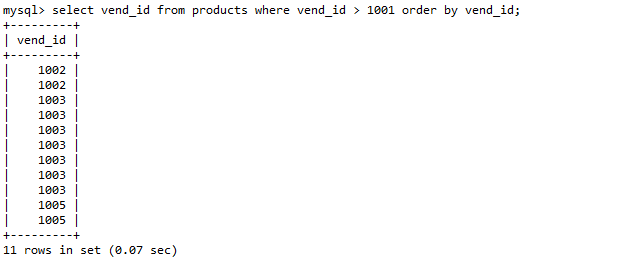 mysql> select vend_id from products where vend_id > 1001 order by vend_id;
+---------+
| vend_id |
+---------+
|    1002 |
|    1002 |
|    1003 |
|    1003 |
|    1003 |
|    1003 |
|    1003 |
|    1003 |
|    1003 |
|    1005 |
|    1005 |
+---------+
11 rows in set (0.07 sec)